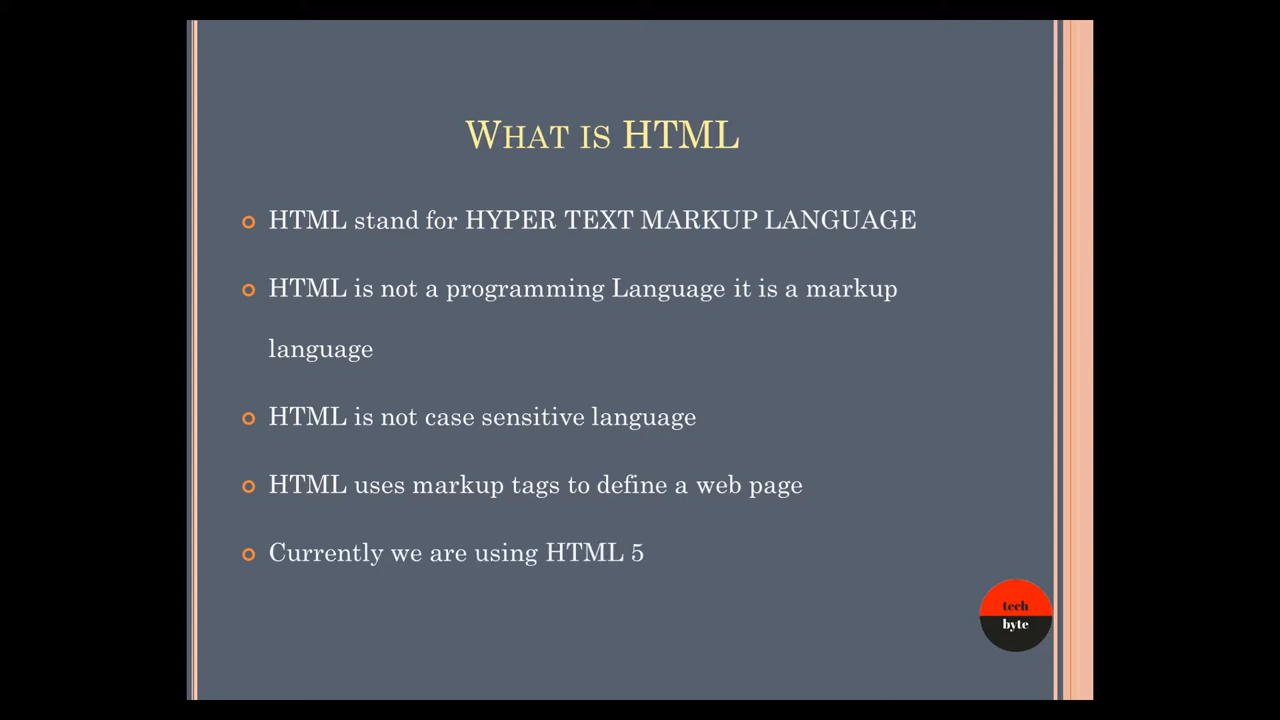 What is HTML
HTML stand for HYPER TEXT MARKUP LANGUAGE
HTML is not a programming Language it is a markup
language
HTML is not case sensitive language
HTML uses markup tags to define a web page
Currently we are using HTML 5
tech
byte